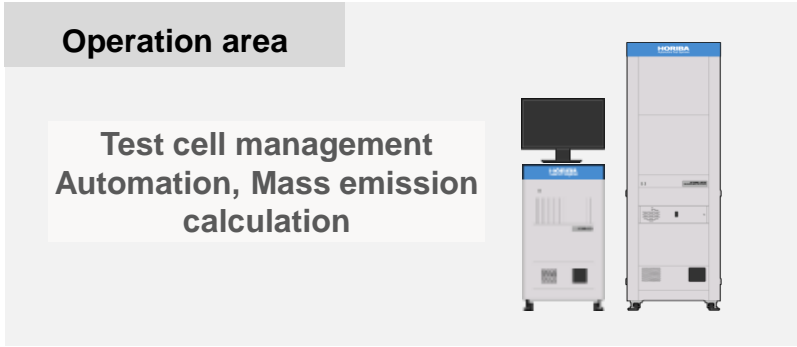 Operation area
Test cell management
Automation, Mass emission
calculation
HORIBA
HORIBA